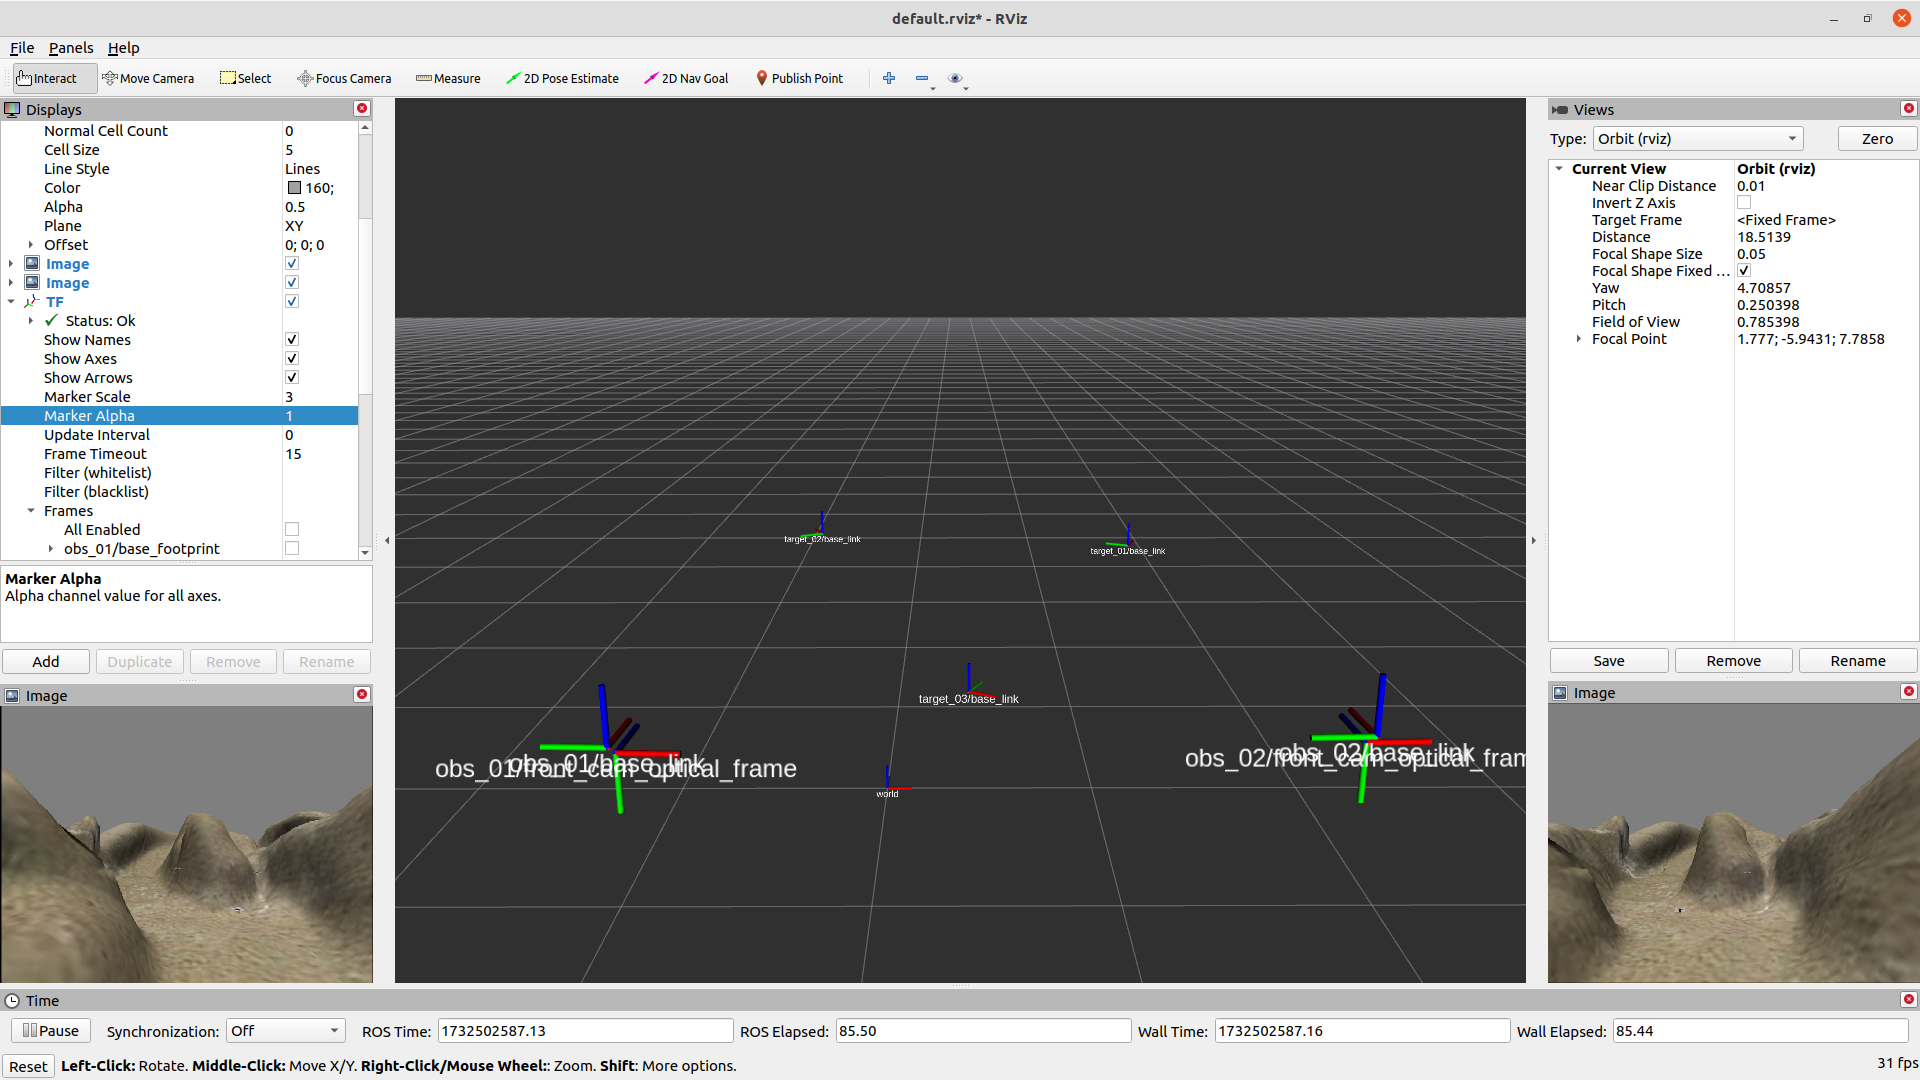 default.rviz* - RViz
File Panels Help
Interact Move Camera Select Focus Camera Measure 2D Pose Estimate 2D Nav Goal Publish Point
Displays
Normal Cell Count 0
Cell Size 5
Line Style Lines
Color 160;
Alpha 0.5
Plane XY
Offset 0; 0; 0
Image
Image
TF
Status: Ok
Show Names
Show Axes
Show Arrows
Marker Scale 3
Marker Alpha 1
Update Interval 0
Frame Timeout 15
Filter (whitelist)
Filter (blacklist)
Frames
All Enabled
obs_01/base_footprint
Marker Alpha
Alpha channel value for all axes.
Add Duplicate Remove Rename
Image
target_02/base_link
target_01/base_link
target_03/base_link
obs_01/base_link
obs_01/front_cam_optical_frame
obs_02/base_link
obs_02/front_cam_optical_fram
world
Views
Type: Orbit (rviz) Zero
Current View Orbit (rviz)
Near Clip Distance 0.01
Invert Z Axis
Target Frame <Fixed Frame>
Distance 18.5139
Focal Shape Size 0.05
Focal Shape Fixed ...
Yaw 4.70857
Pitch 0.250398
Field of View 0.785398
Focal Point 1.777; -5.9431; 7.7858
Save Remove Rename
Image
Time
Pause Synchronization: Off ROS Time: 1732502587.13 ROS Elapsed: 85.50 Wall Time: 1732502587.16 Wall Elapsed: 85.44
Reset Left-Click: Rotate. Middle-Click: Move X/Y. Right-Click/Mouse Wheel:: Zoom. Shift: More options. 31 fps